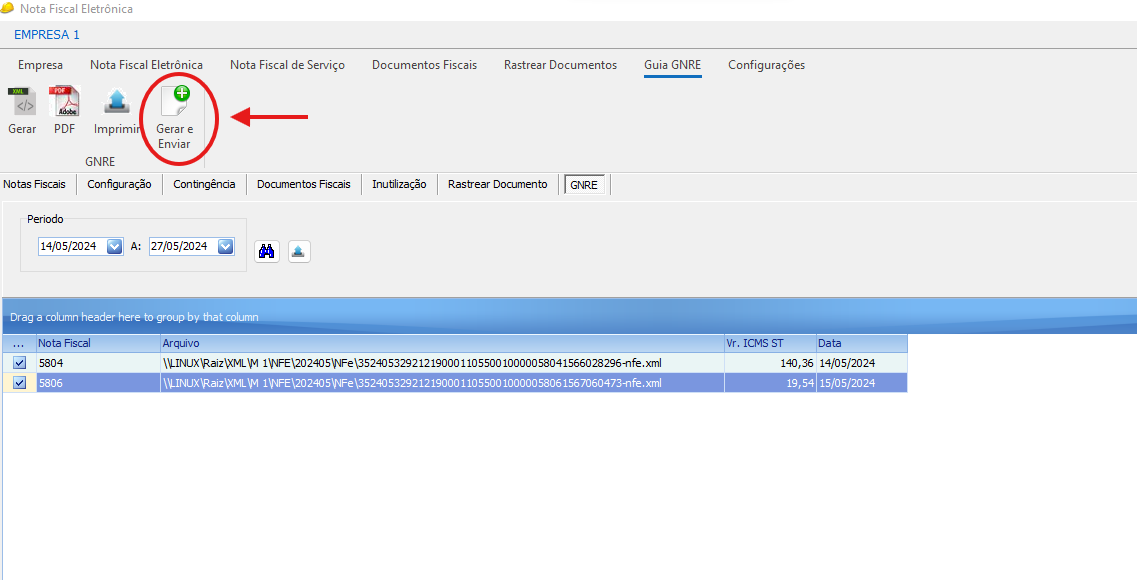 Nota Fiscal Eletrônica
EMPRESA 1
Empresa Nota Fiscal Eletrônica Nota Fiscal de Serviço Documentos Fiscais Rastrear Documentos Guia GNRE Configurações
XML PDF Adobe
Gerar PDF Imprimir Gerar e Enviar
GNRE
Notas Fiscais Configuração Contingência Documentos Fiscais Inutilização Rastrear Documento GNRE
Periodo
14/05/2024 A: 27/05/2024
Drag a column header here to group by that column
... Nota Fiscal Arquivo Vr. ICMS ST Data
5804 \\LINUX\Raiz\XML\M 1\NFE\202405\NFe\35240532921219000110550010000058041566028296-nfe.xml 140,36 14/05/2024
5806 \\LINUX\Raiz\XML\M 1\NFE\202405\NFe\35240532921219000110550010000058061567060473-nfe.xml 19,54 15/05/2024